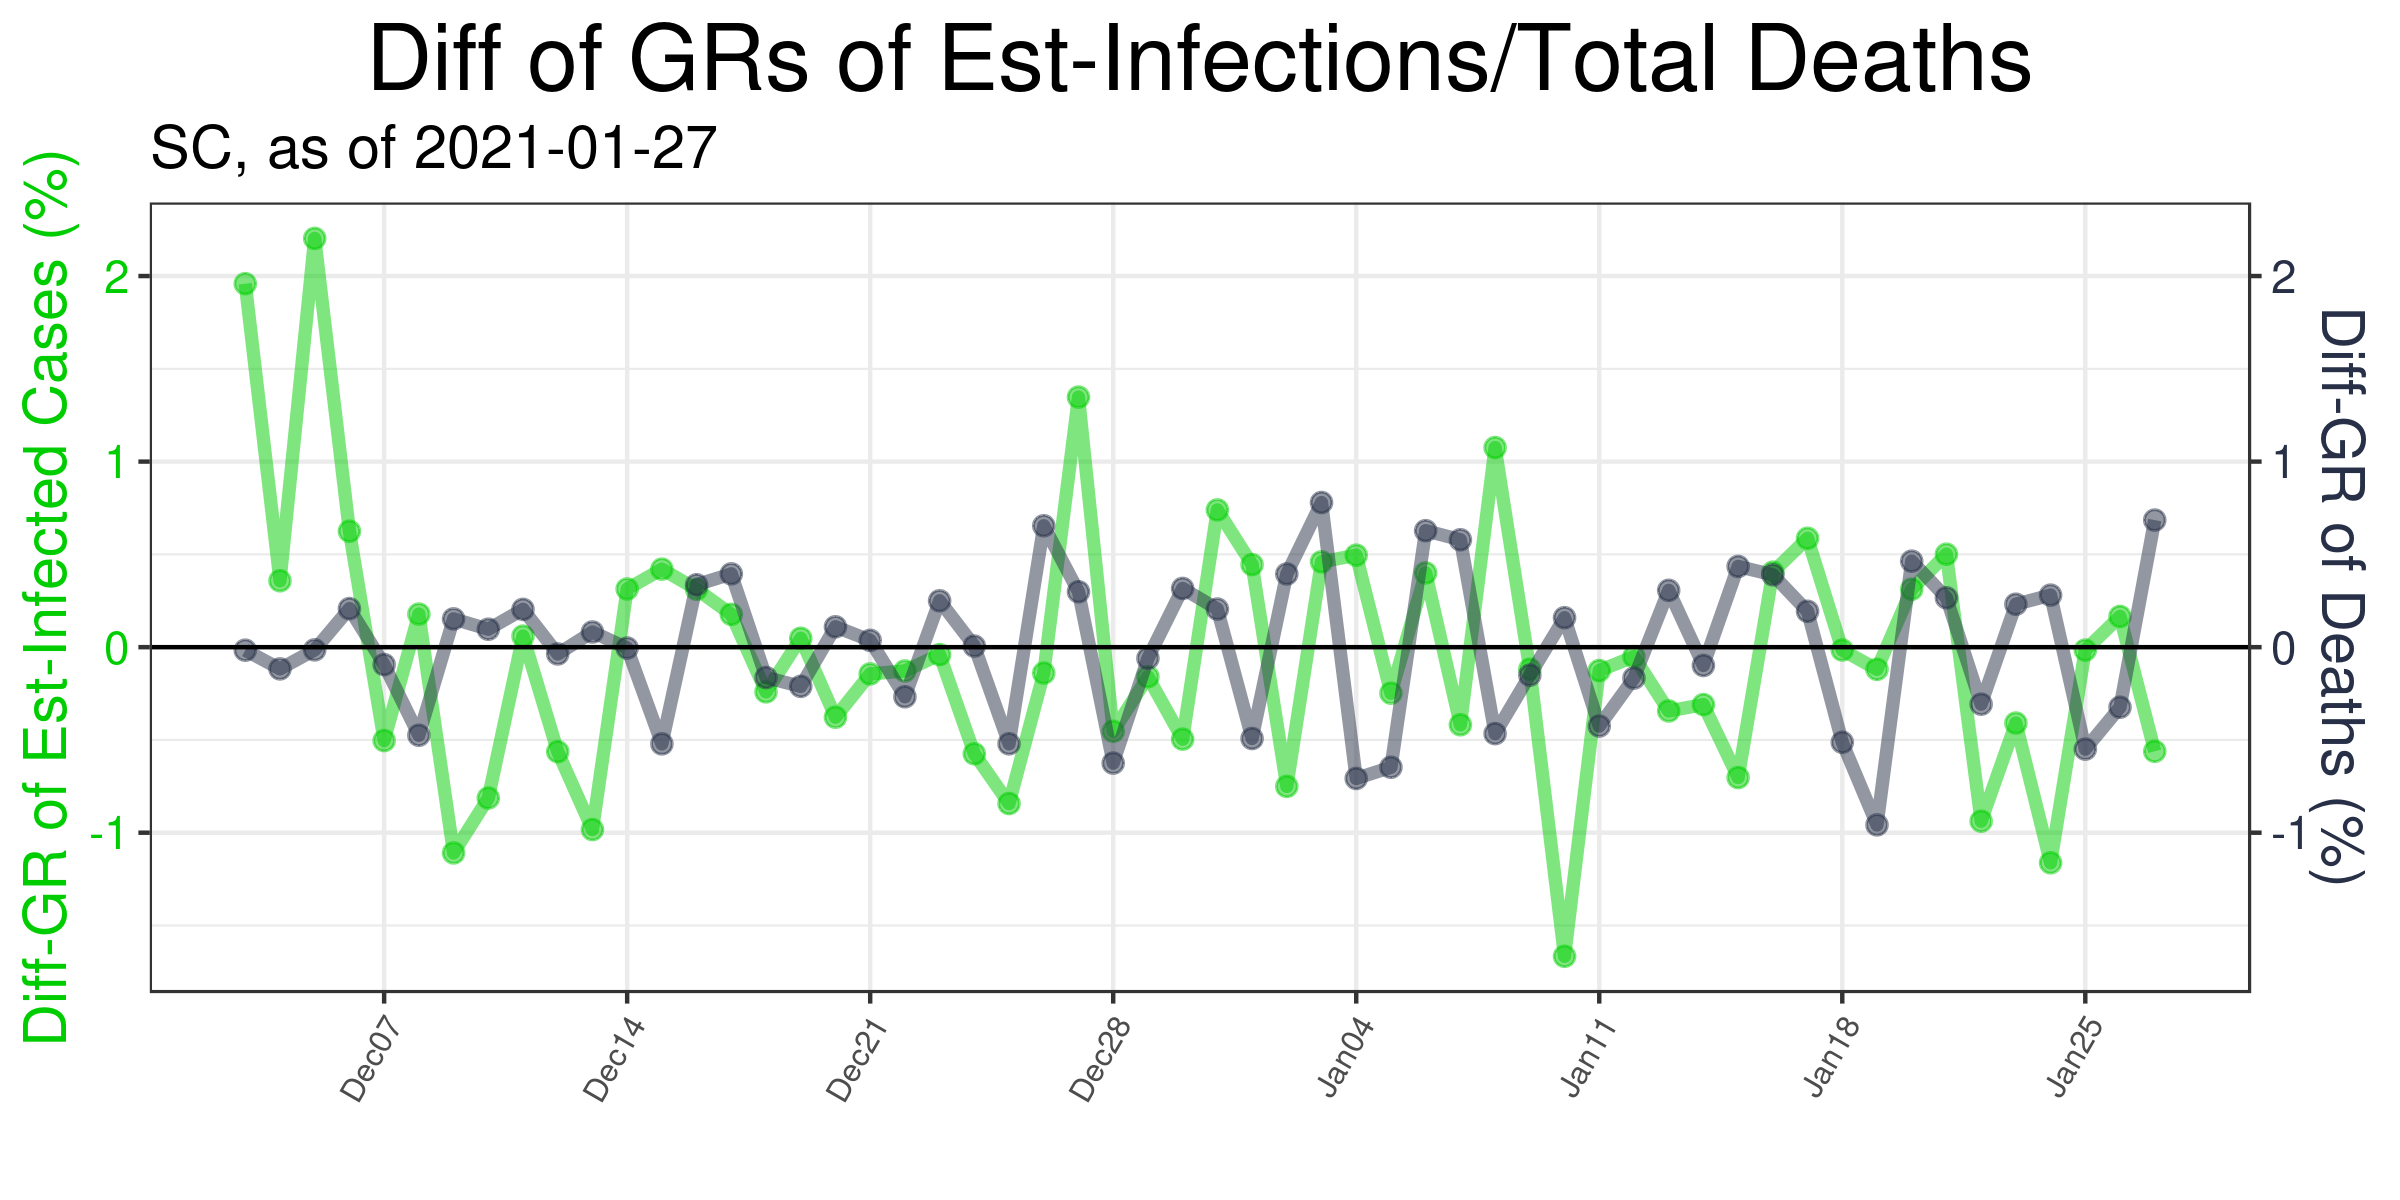 Diff of GRs of Est-Infections/Total Deaths
SC, as of 2021-01-27
Diff-GR of Est-Infected Cases (%)
2
1
0
-1
2
1
0
-1
Diff-GR of Deaths (%)
Dec07
Dec14
Dec21
Dec28
Jan04
Jan11
Jan18
Jan25